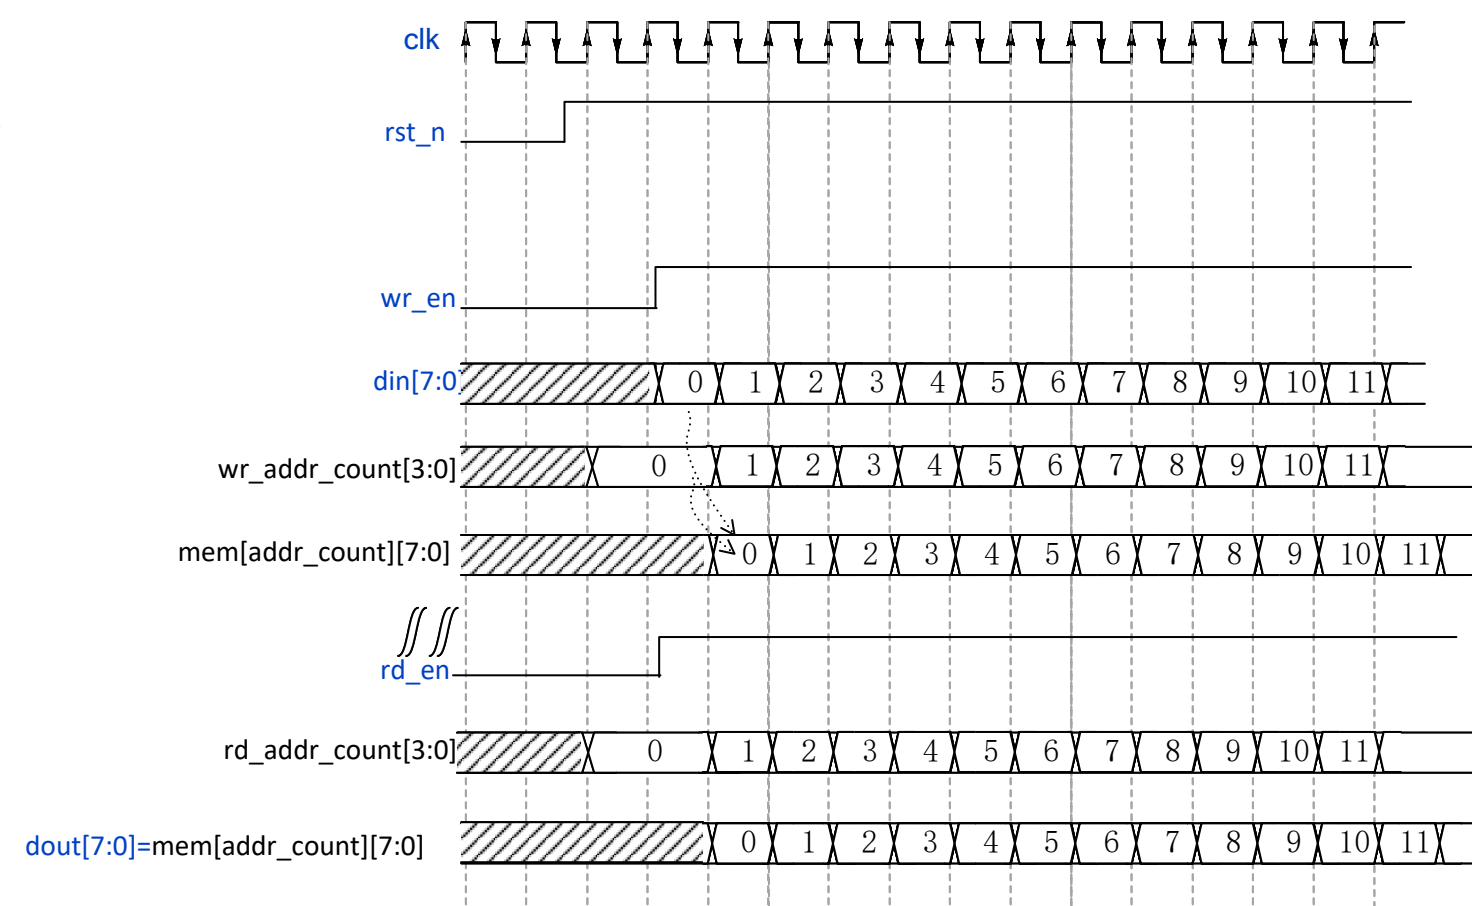 clk
rst_n
wr_en
din[7:0] 0 1 2 3 4 5 6 7 8 9 10 11
wr_addr_count[3:0] 0 1 2 3 4 5 6 7 8 9 10 11
mem[addr_count][7:0] 0 1 2 3 4 5 6 7 8 9 10 11
rd_en
rd_addr_count[3:0] 0 1 2 3 4 5 6 7 8 9 10 11
dout[7:0]=mem[addr_count][7:0] 0 1 2 3 4 5 6 7 8 9 10 11